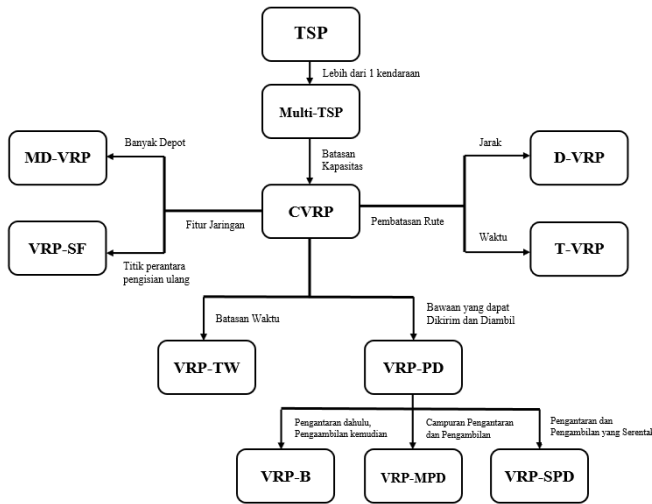 TSP
Lebih dari 1 kendaraan
Multi-TSP
Banyak Depot
Jarak
MD-VRP
D-VRP
Batasan
Kapasitas
CVRP
Fitur Jaringan
Pembatasan Rute
VRP-SF
Waktu
T-VRP
Titik perantara
pengisian ulang
Batasan Waktu
Bawaan yang dapat
Dikirim dan Diambil
VRP-TW
VRP-PD
Pengantaran dahulu,
Pengaambilan kemudian
Campuran Pengantaran
dan Pengambilan
Pengantaran dan
Pengambilan yang Serentak
VRP-B
VRP-MPD
VRP-SPD